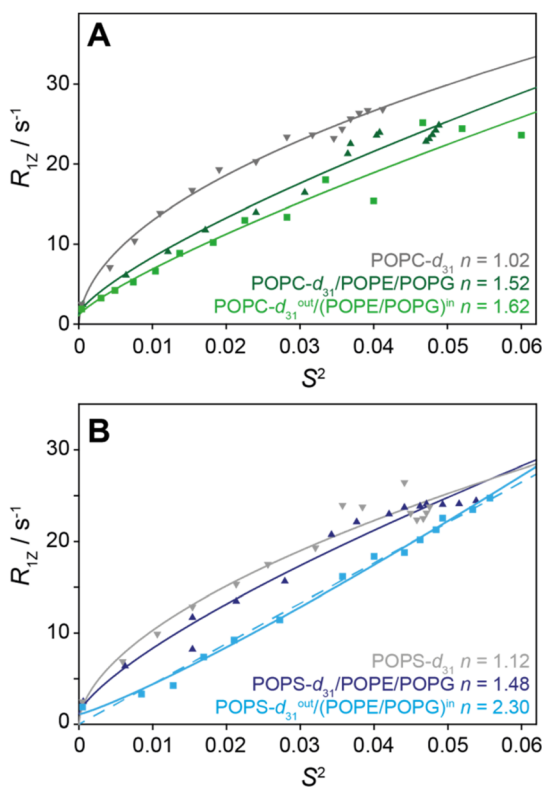 A
R1Z / s-1
30
20
10
0
POPC-d31 n = 1.02
POPC-d31/POPE/POPG n = 1.52
POPC-d31out/(POPE/POPG)in n = 1.62
0 0.01 0.02 0.03 0.04 0.05 0.06
S2
B
R1Z / s-1
30
20
10
0
POPS-d31 n = 1.12
POPS-d31/POPE/POPG n = 1.48
POPS-d31out/(POPE/POPG)in n = 2.30
0 0.01 0.02 0.03 0.04 0.05 0.06
S2